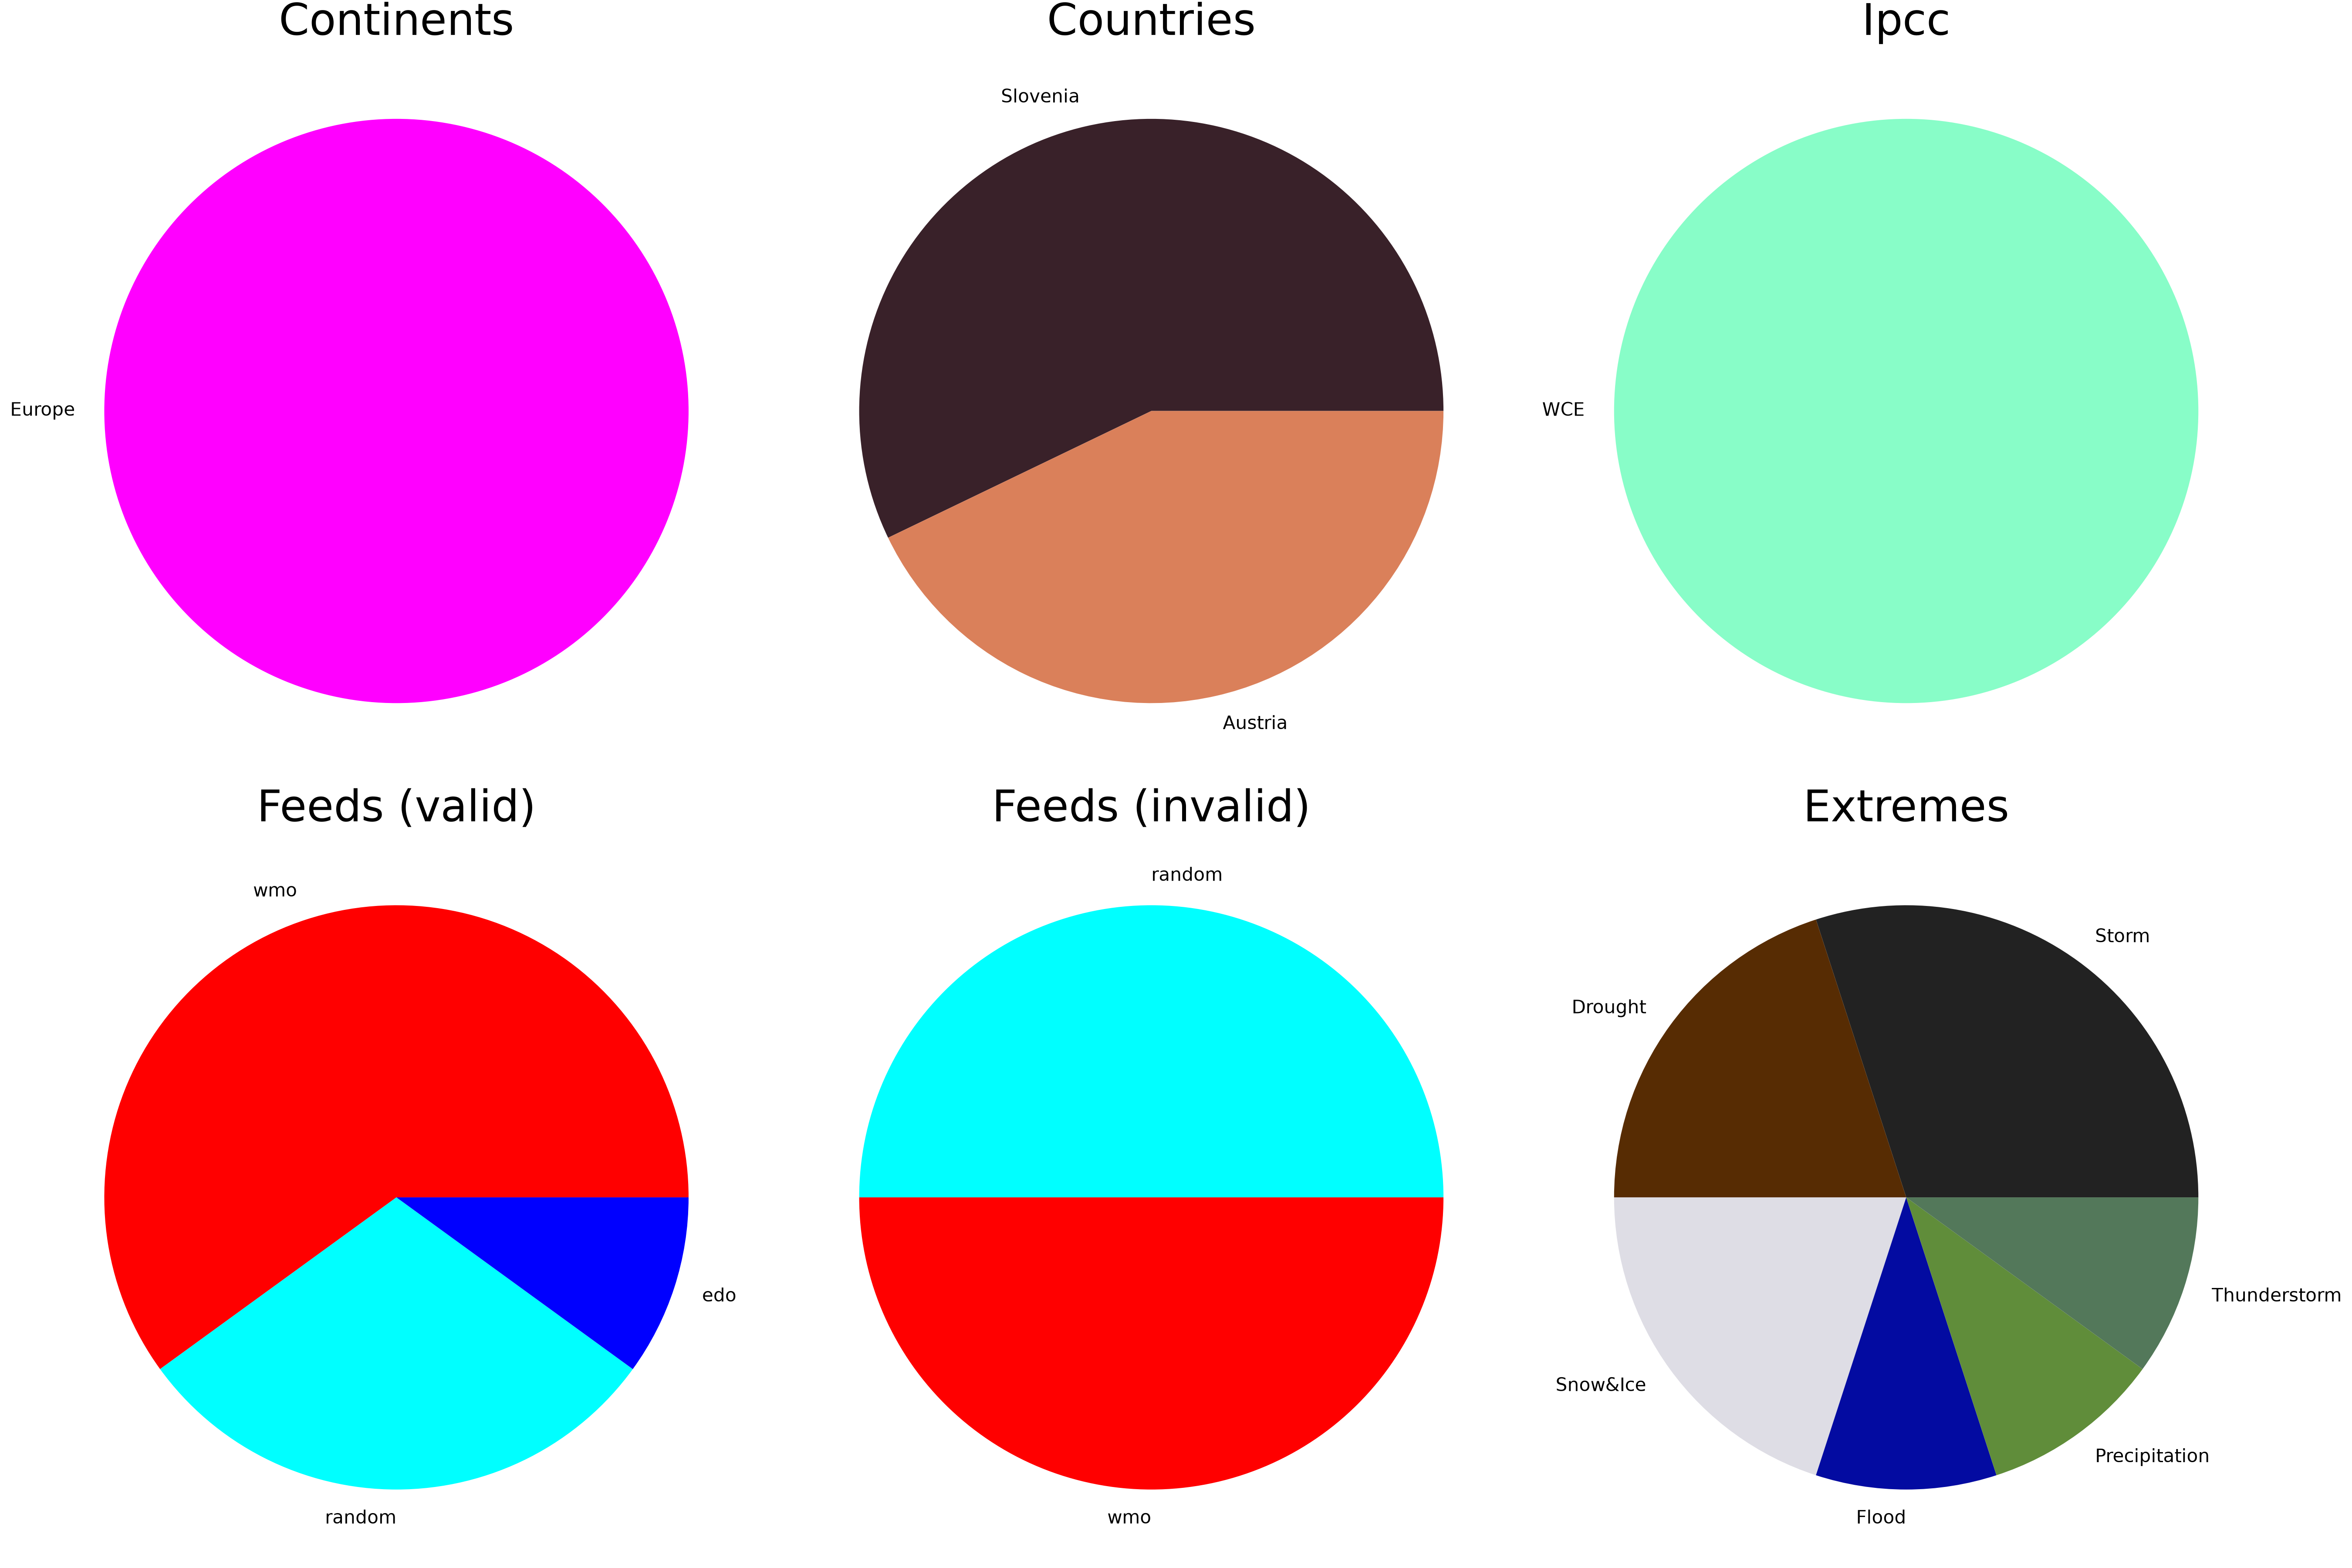 Continents
Europe
Countries
Slovenia
Austria
Ipcc
WCE
Feeds (valid)
wmo
edo
random
Feeds (invalid)
random
wmo
Extremes
Storm
Drought
Snow&Ice
Flood
Precipitation
Thunderstorm